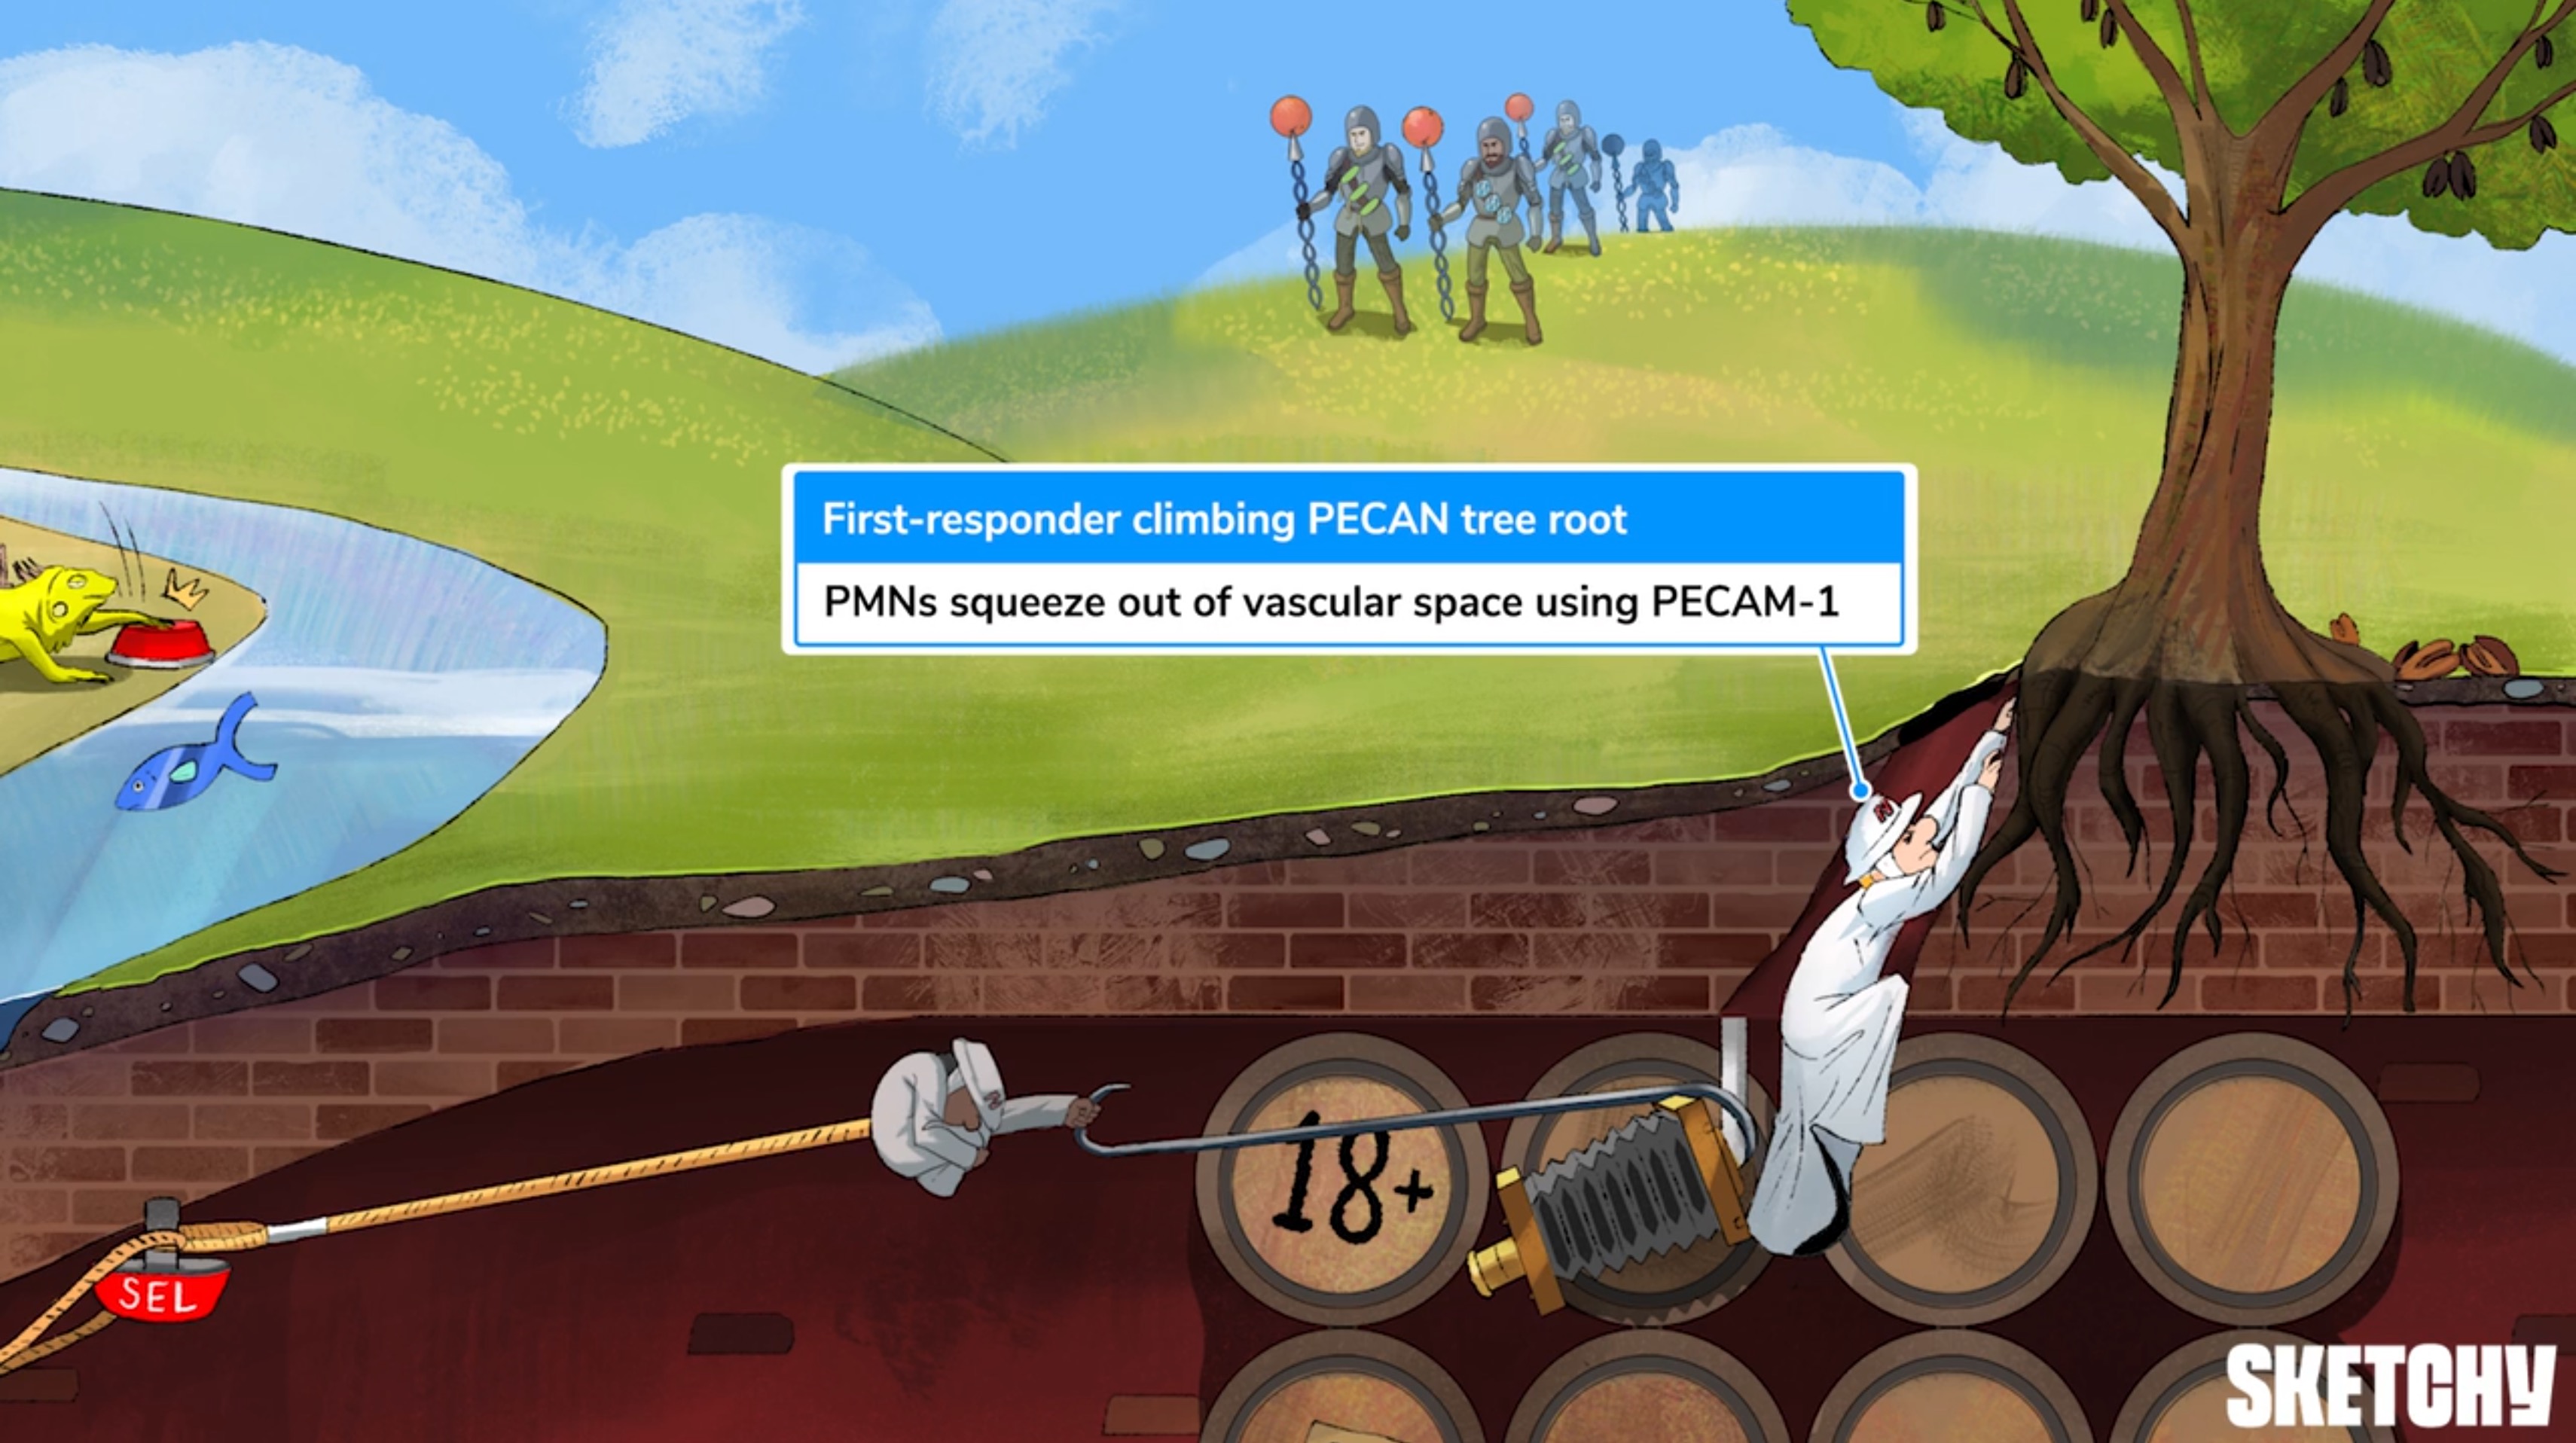 First-responder climbing PECAN tree root
PMNs squeeze out of vascular space using PECAM-1
N
N
18+
SEL
SKETCHY